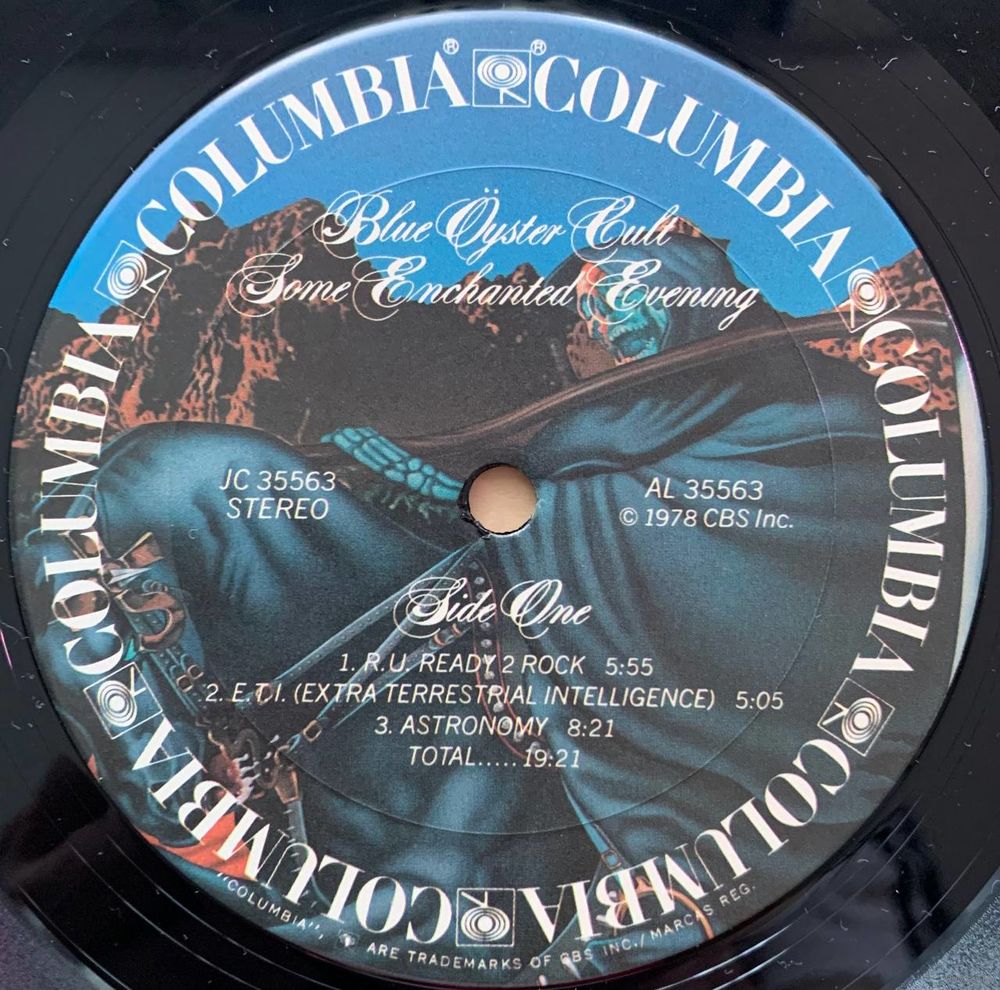 COLUMBIA® ® COLUMBIA
COLUMBIA
COLUMBIA
COLUMBIA
COLUMBIA
COLUMBIA
COLUMBIA
Blue Öyster Cult
Some Enchanted Evening
JC 35563
STEREO
AL 35563
© 1978 CBS Inc.
Side One
1. R.U. READY 2 ROCK 5:55
2. E.T.I. (EXTRA TERRESTRIAL INTELLIGENCE) 5:05
3. ASTRONOMY 8:21
TOTAL.....19:21
"COLUMBIA", ARE TRADEMARKS OF CBS INC./ MARCAS REG.